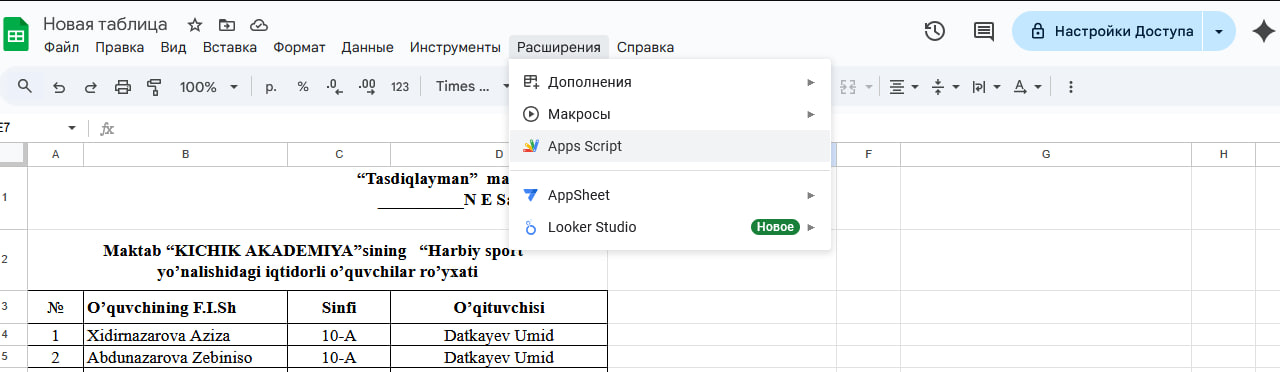 Новая таблица
Файл Правка Вид Вставка Формат Данные Инструменты Расширения Справка
Настройки Доступа
100% р. % .0 .00 123 Times ...
Дополнения
Макросы
Apps Script
AppSheet
Looker Studio Новое
E7 fx
A B C D F G H
1
“Tasdiqlayman” ma
__________N E Sa
2
Maktab “KICHIK AKADEMIYA”sining “Harbiy sport
yo’nalishidagi iqtidorli o’quvchilar ro’yxati
3 № O’quvchining F.I.Sh Sinfi O’qituvchisi
4 1 Xidirnazarova Aziza 10-A Datkayev Umid
5 2 Abdunazarova Zebiniso 10-A Datkayev Umid